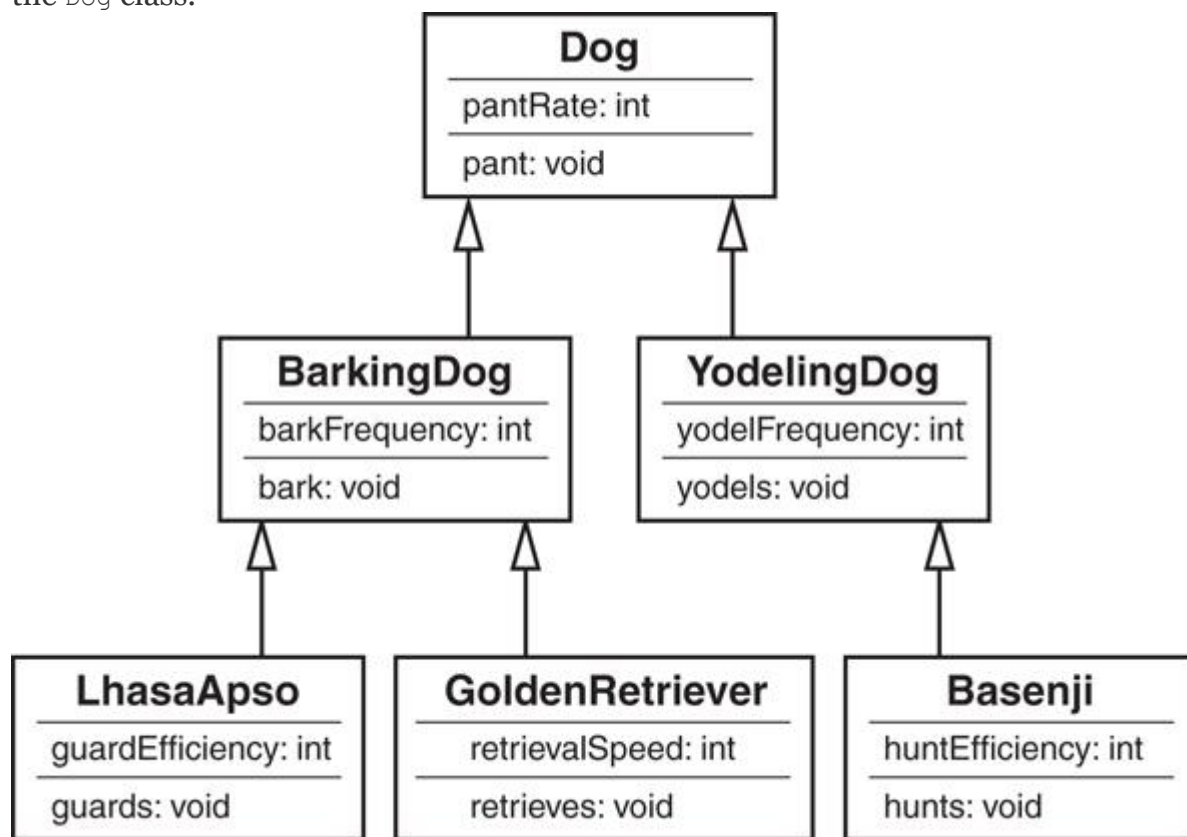 the Dog class.
Dog
pantRate: int
pant: void
BarkingDog
barkFrequency: int
bark: void
YodelingDog
yodelFrequency: int
yodels: void
LhasaApso
guardEfficiency: int
guards: void
GoldenRetriever
retrievalSpeed: int
retrieves: void
Basenji
huntEfficiency: int
hunts: void